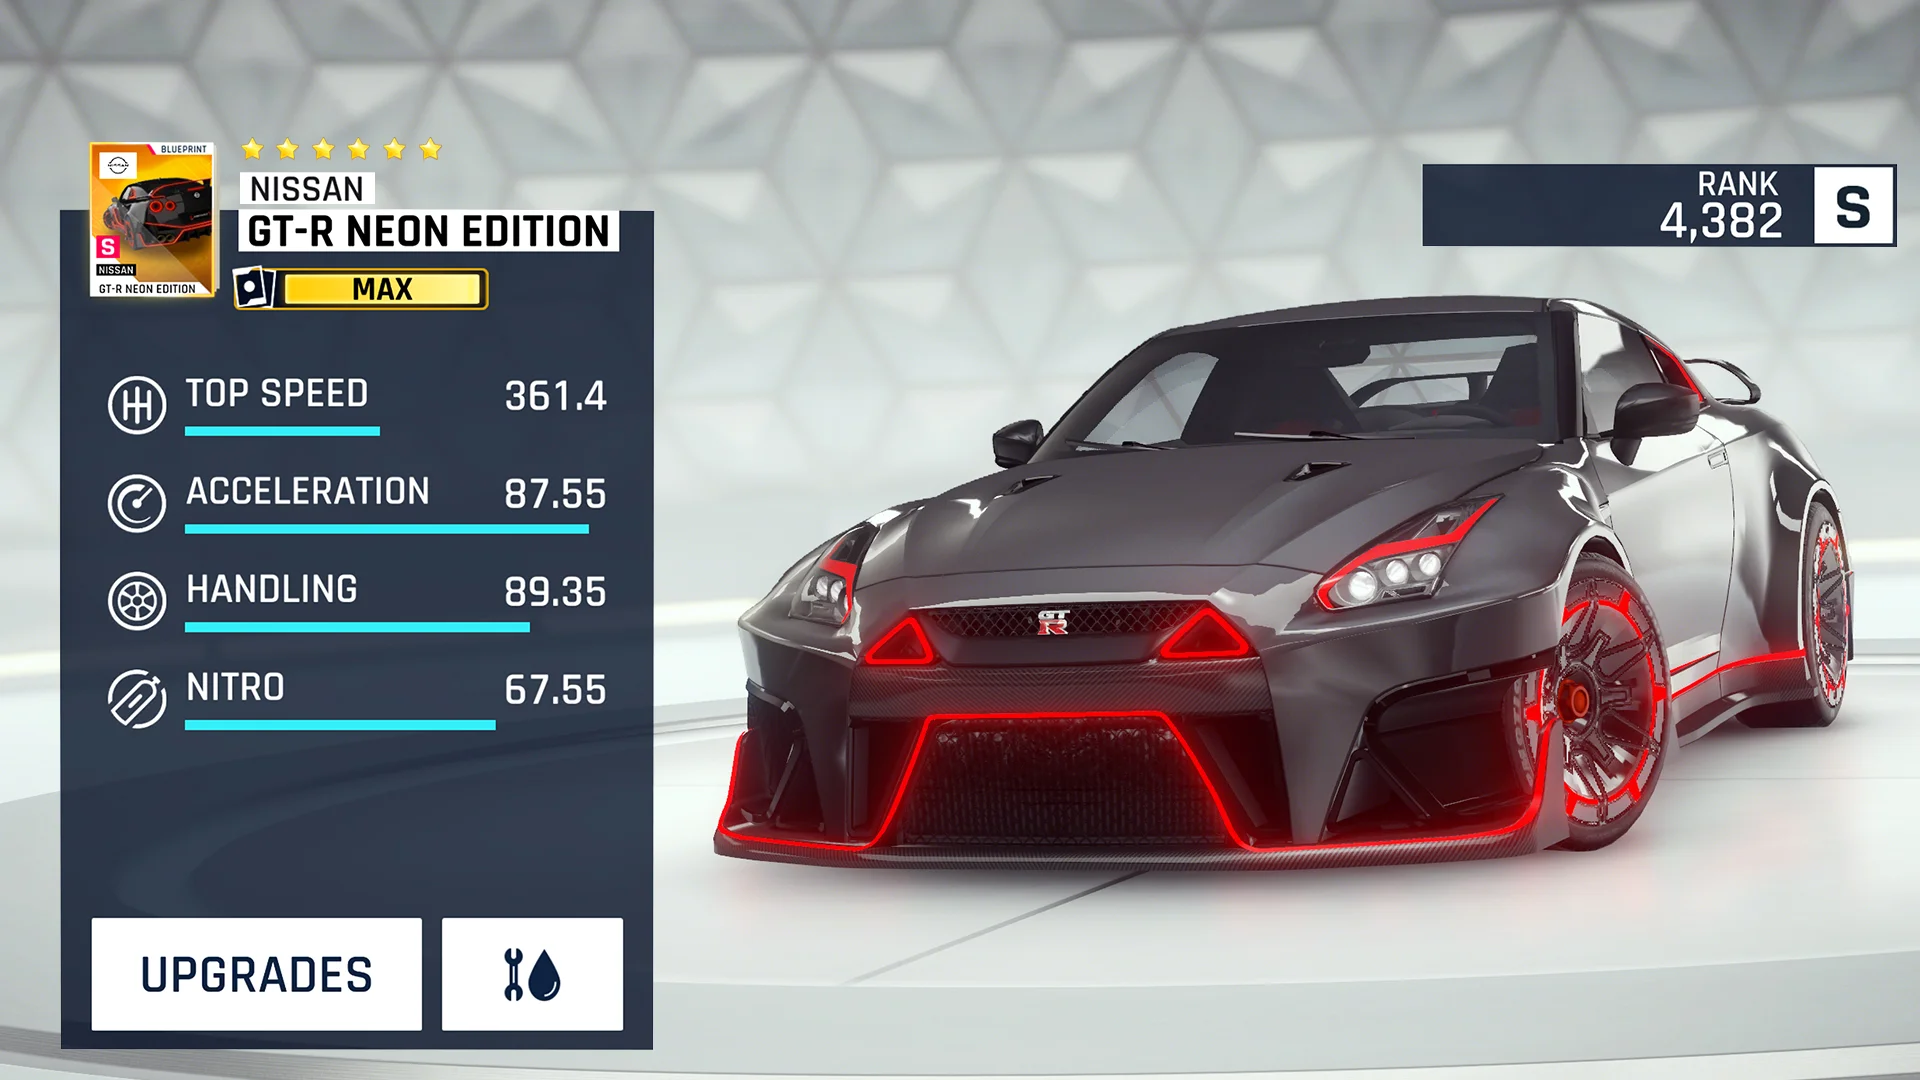 BLUEPRINT
S
NISSAN
GT-R NEON EDITION
NISSAN
GT-R NEON EDITION
MAX
RANK
4,382
S
TOP SPEED 361.4
ACCELERATION 87.55
HANDLING 89.35
NITRO 67.55
GT
R
UPGRADES